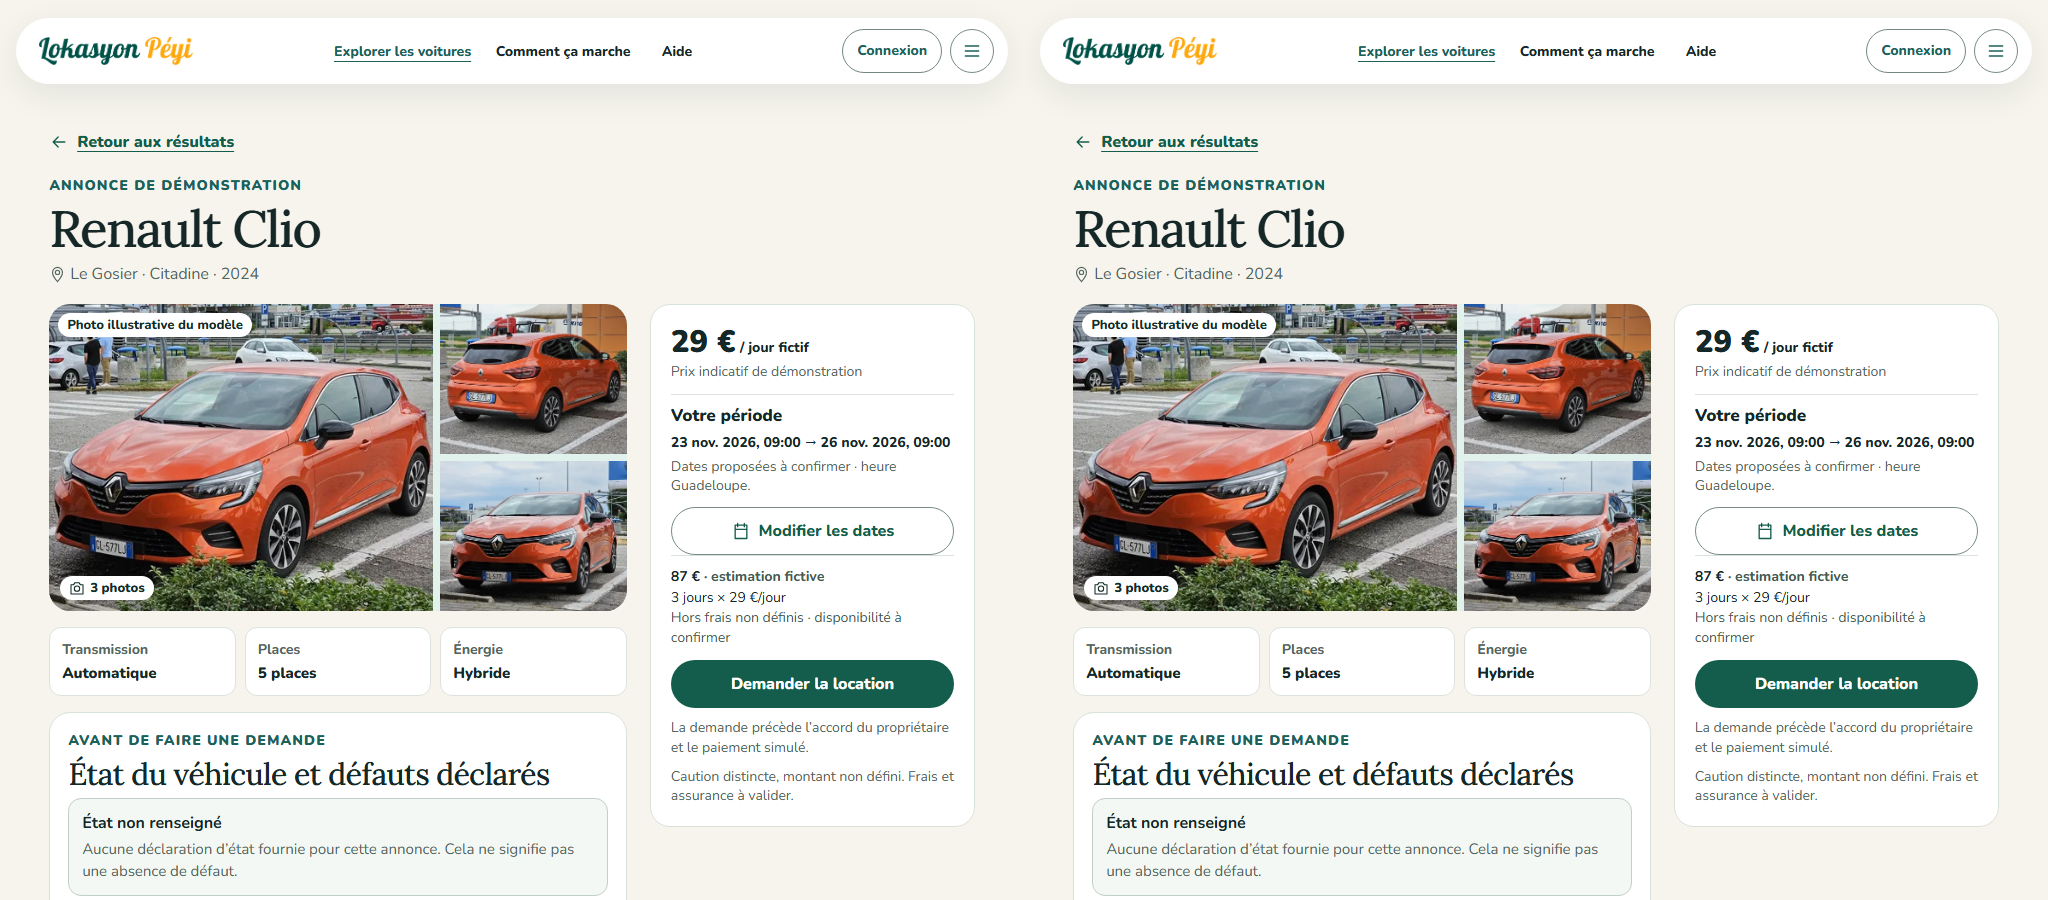 Lokasyon Péyi
Explorer les voitures
Comment ça marche
Aide
Connexion
Retour aux résultats
ANNONCE DE DÉMONSTRATION
Renault Clio
Le Gosier · Citadine · 2024
Photo illustrative du modèle
GL·577LJ
3 photos
Transmission
Automatique
Places
5 places
Énergie
Hybride
AVANT DE FAIRE UNE DEMANDE
État du véhicule et défauts déclarés
État non renseigné
Aucune déclaration d’état fournie pour cette annonce. Cela ne signifie pas
une absence de défaut.
29 € / jour fictif
Prix indicatif de démonstration
Votre période
23 nov. 2026, 09:00 → 26 nov. 2026, 09:00
Dates proposées à confirmer · heure
Guadeloupe.
Modifier les dates
87 € · estimation fictive
3 jours × 29 €/jour
Hors frais non définis · disponibilité à
confirmer
Demander la location
La demande précède l’accord du propriétaire
et le paiement simulé.
Caution distincte, montant non défini. Frais et
assurance à valider.
Lokasyon Péyi
Explorer les voitures
Comment ça marche
Aide
Connexion
Retour aux résultats
ANNONCE DE DÉMONSTRATION
Renault Clio
Le Gosier · Citadine · 2024
Photo illustrative du modèle
GL·577LJ
3 photos
Transmission
Automatique
Places
5 places
Énergie
Hybride
AVANT DE FAIRE UNE DEMANDE
État du véhicule et défauts déclarés
État non renseigné
Aucune déclaration d’état fournie pour cette annonce. Cela ne signifie pas
une absence de défaut.
29 € / jour fictif
Prix indicatif de démonstration
Votre période
23 nov. 2026, 09:00 → 26 nov. 2026, 09:00
Dates proposées à confirmer · heure
Guadeloupe.
Modifier les dates
87 € · estimation fictive
3 jours × 29 €/jour
Hors frais non définis · disponibilité à
confirmer
Demander la location
La demande précède l’accord du propriétaire
et le paiement simulé.
Caution distincte, montant non défini. Frais et
assurance à valider.